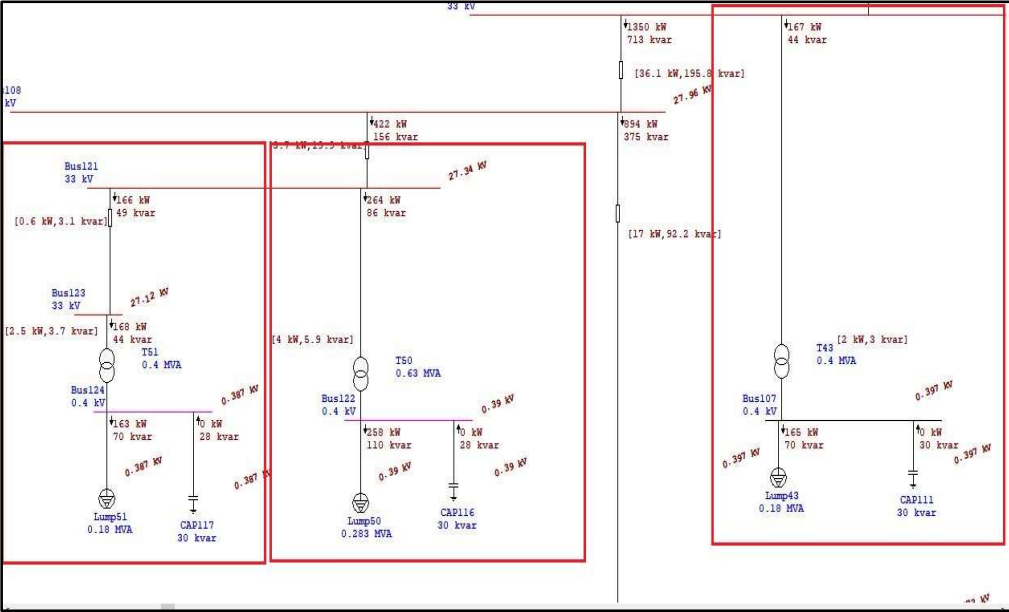 33 kV
1350 kW
713 kvar
[36.1 kW,195.8 kvar]
167 kW
44 kvar
108
kV
27.96 kV
422 kW
156 kvar
894 kW
375 kvar
27.34 kV
Bus121
33 kV
166 kW
49 kvar
[0.6 kW,3.1 kvar]
264 kW
86 kvar
[17 kW,92.2 kvar]
Bus123
33 kV
27.12 kV
[2.5 kW,3.7 kvar]
168 kW
44 kvar
T51
0.4 MVA
[4 kW,5.9 kvar]
T50
0.63 MVA
T43
0.4 MVA
[2 kW,3 kvar]
Bus124
0.4 kV
0.387 kV
163 kW
70 kvar
0 kW
28 kvar
0.387 kV
0.387 kV
Lump51
0.18 MVA
CAP117
30 kvar
Bus122
0.4 kV
0.39 kV
258 kW
110 kvar
0 kW
28 kvar
0.39 kV
0.39 kV
Lump50
0.283 MVA
CAP116
30 kvar
Bus107
0.4 kV
0.397 kV
165 kW
70 kvar
0 kW
30 kvar
0.397 kV
0.397 kV
Lump43
0.18 MVA
CAP111
30 kvar
kV